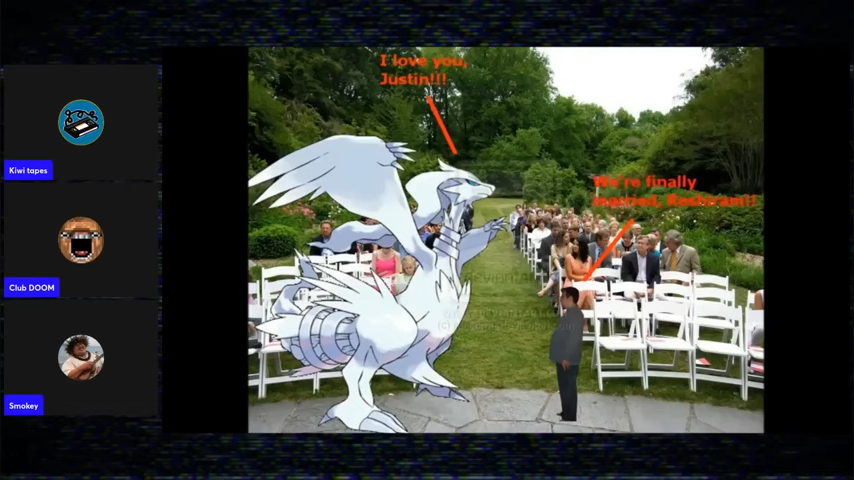 I love you,
Justin!!!
We're finally
married, Reshiram!!
Kiwi tapes
Club DOOM
Smokey